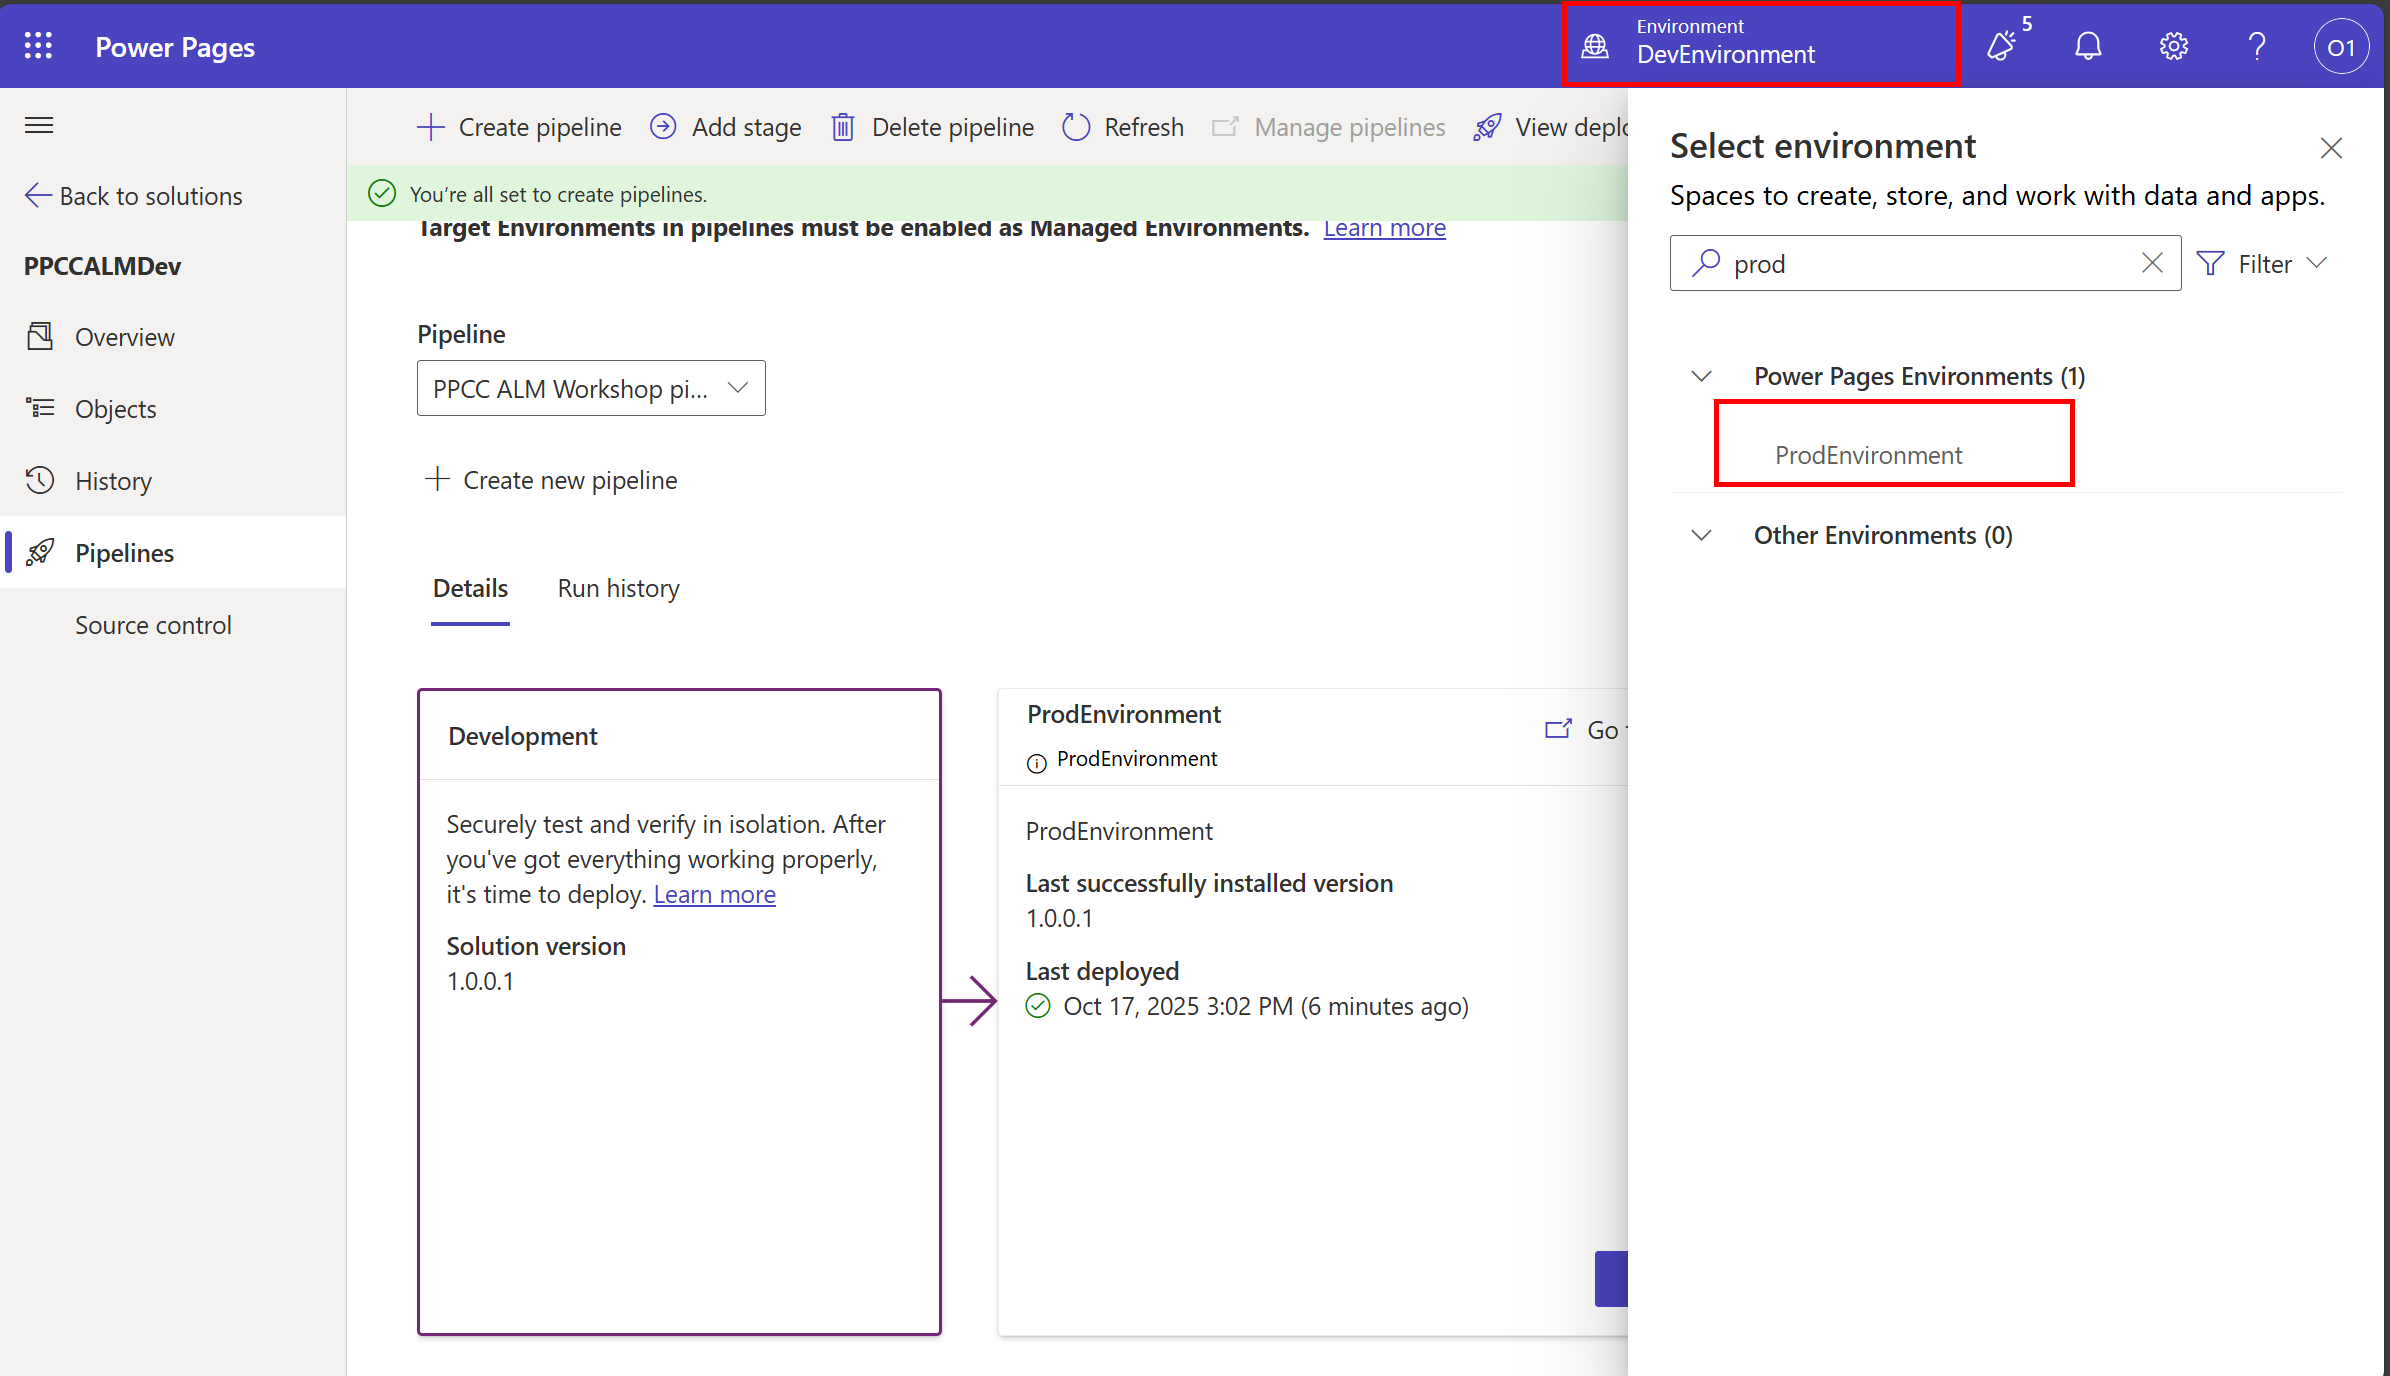 Power Pages
Environment
DevEnvironment
5
O1
Create pipeline
Add stage
Delete pipeline
Refresh
Manage pipelines
View deplo
Back to solutions
PPCCALMDev
Overview
Objects
History
Pipelines
Source control
You're all set to create pipelines.
Target Environments in pipelines must be enabled as Managed Environments. Learn more
Pipeline
PPCC ALM Workshop pi...
Create new pipeline
Details
Run history
Development
Securely test and verify in isolation. After
you've got everything working properly,
it's time to deploy. Learn more
Solution version
1.0.0.1
ProdEnvironment
ProdEnvironment
Go
ProdEnvironment
Last successfully installed version
1.0.0.1
Last deployed
Oct 17, 2025 3:02 PM (6 minutes ago)
Select environment
Spaces to create, store, and work with data and apps.
prod
Filter
Power Pages Environments (1)
ProdEnvironment
Other Environments (0)